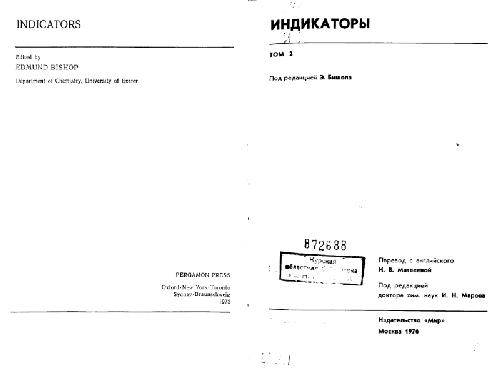 INDICATORS
Edited by
EDMUND BISHOP
Department of Chemistry, University of Exeter
PERGAMON PRESS
Oxford·New York·Toronto
Sydney·Braunschweig
1972
ИНДИКАТОРЫ
ТОМ 2
Под редакцией Э. Бишопа
872688
Курская
областная
Перевод с английского
И. В. Матвеевой
Под редакцией
доктора хим. наук И. Н. Марова
Издательство «Мир»
Москва 1976